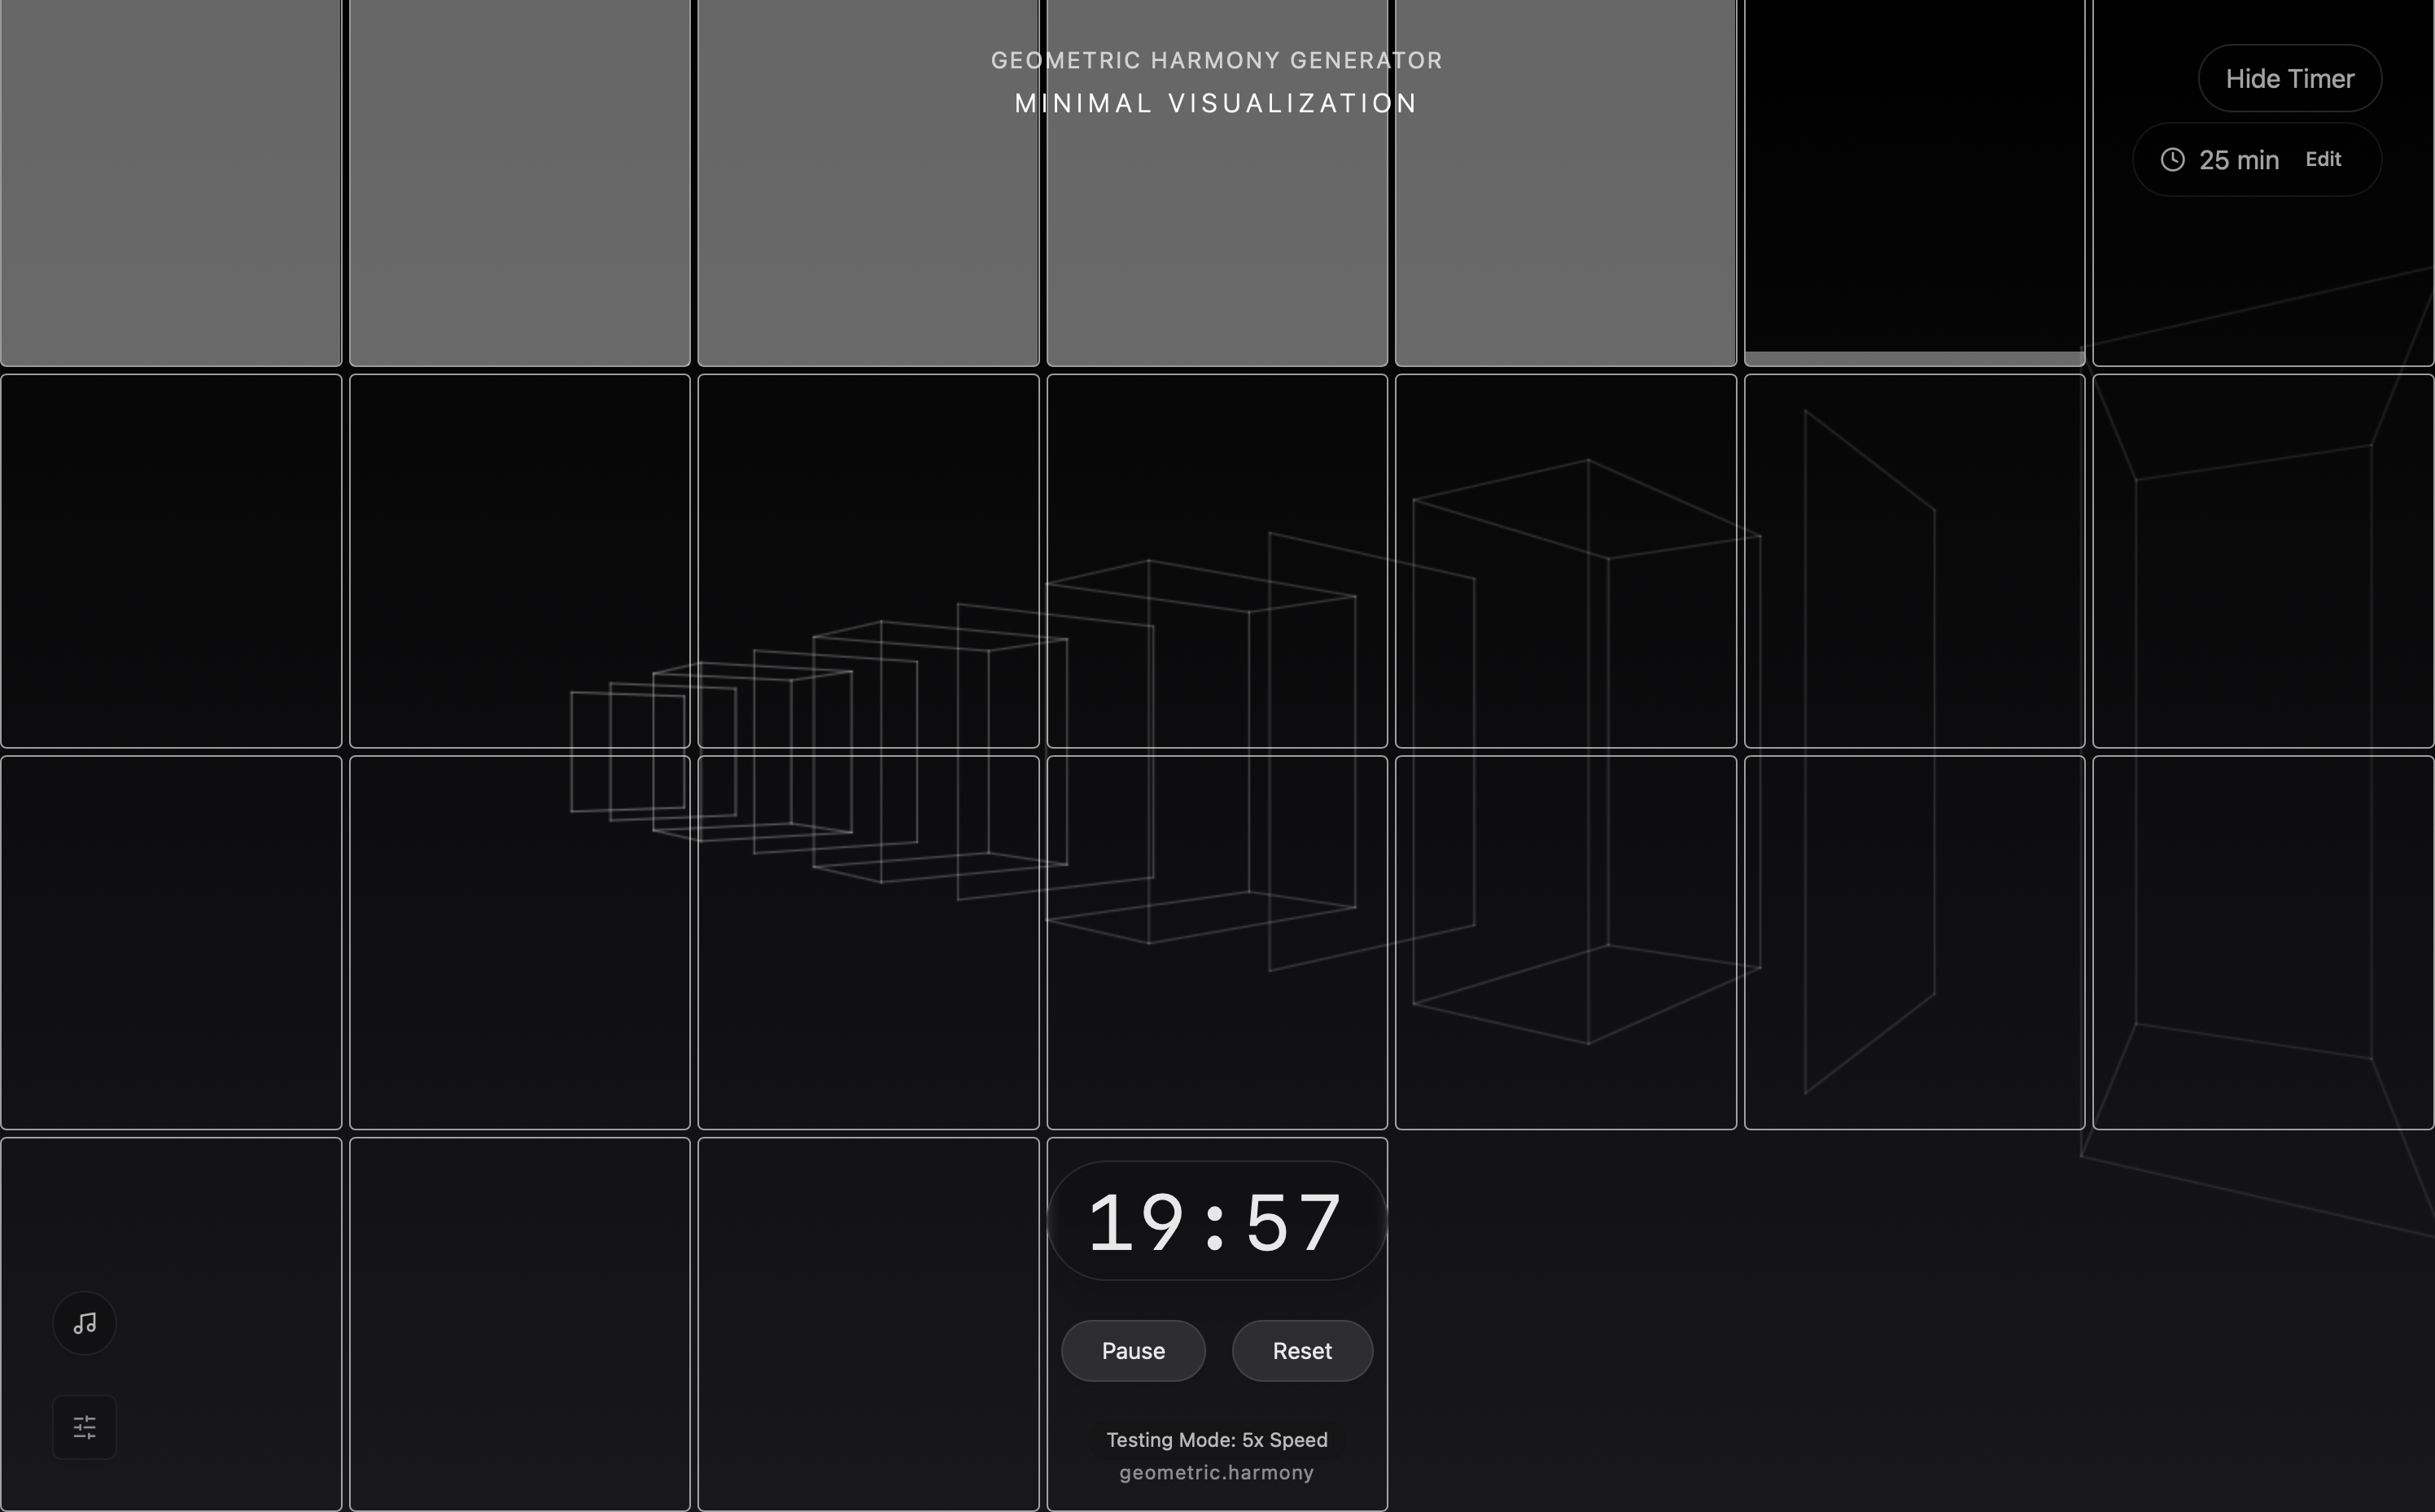 GEOMETRIC HARMONY GENERATOR
MINIMAL VISUALIZATION
Hide Timer
25 min Edit
19:57
Pause Reset
Testing Mode: 5x Speed
geometric.harmony